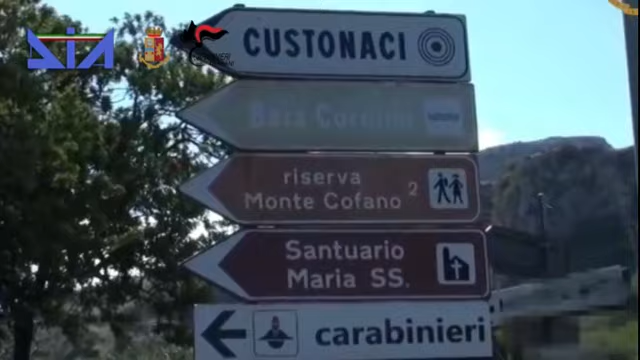 DIA
CUSTONACI
riserva
Monte Cofano 2
Santuario
Maria SS.
carabinieri